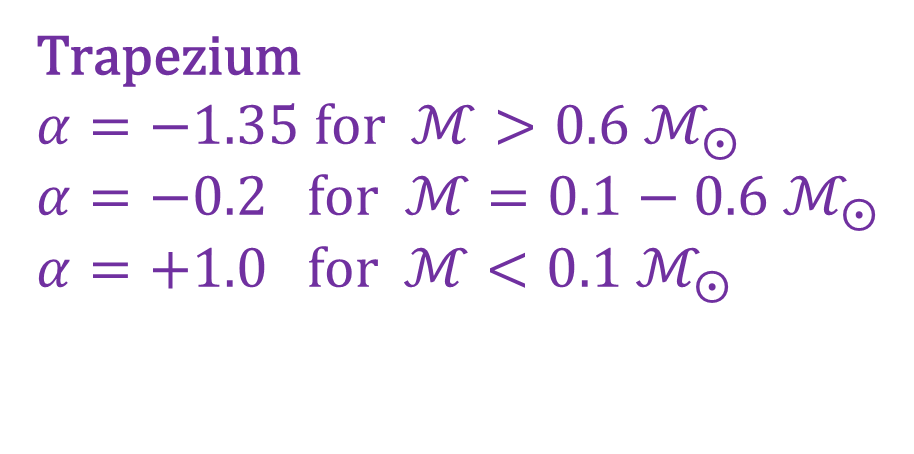 Trapezium
α = −1.35 for ℳ > 0.6 ℳ⊙
α = −0.2 for ℳ = 0.1 − 0.6 ℳ⊙
α = +1.0 for ℳ < 0.1 ℳ⊙